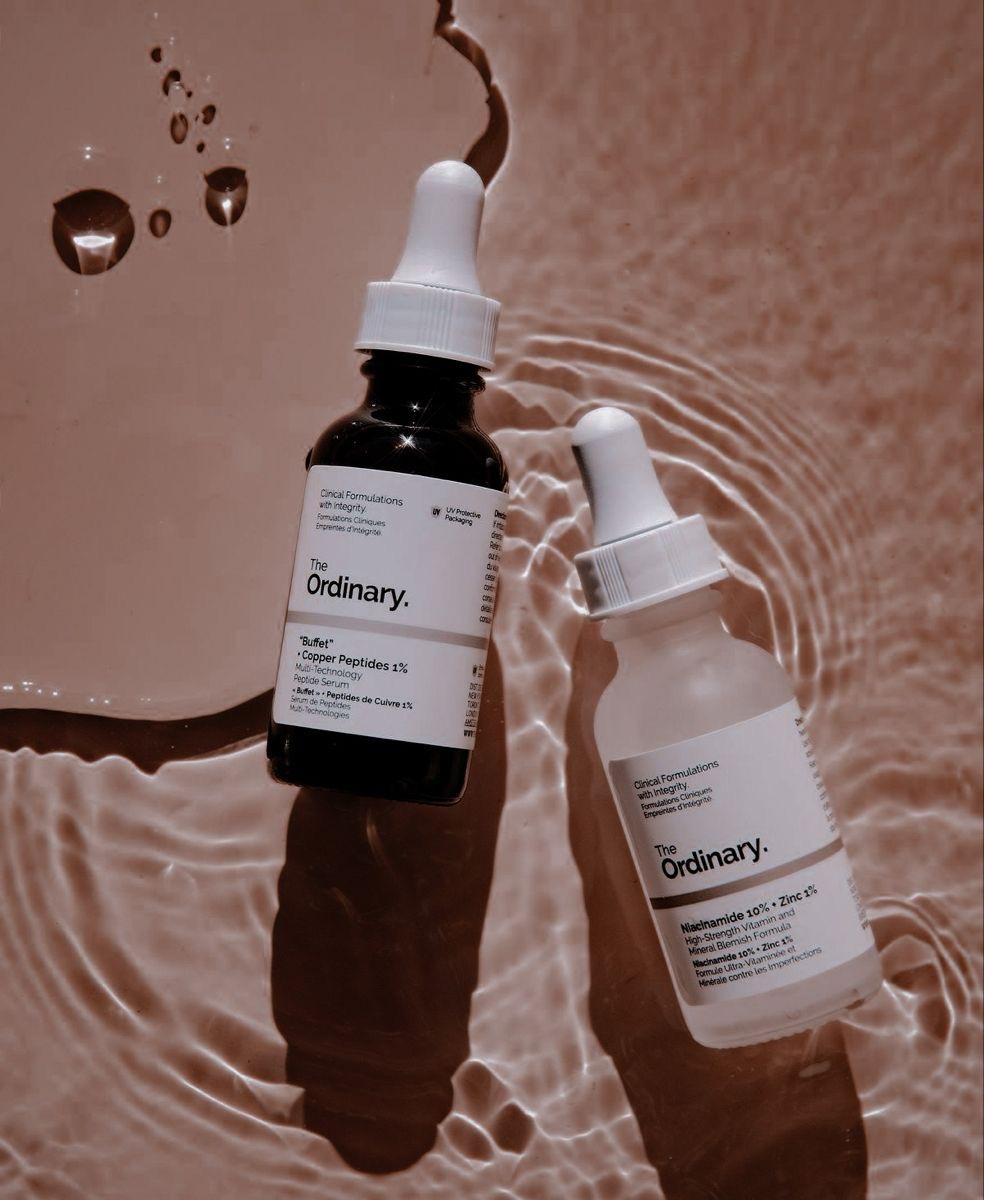 Clinical Formulations
with Integrity.
Formulations Cliniques
Empreintes d'Intégrité.
UV
UV Protective
Packaging
The
Ordinary.
"Buffet"
+ Copper Peptides 1%
Multi-Technology
Peptide Serum
« Buffet » + Peptides de Cuivre 1%
Sérum de Peptides
Multi-Technologies
Clinical Formulations
with Integrity.
Formulations Cliniques
Empreintes d'Intégrité.
The
Ordinary.
Niacinamide 10% + Zinc 1%
High-Strength Vitamin and
Mineral Blemish Formula
Niacinamide 10% + Zinc 1%
Formule Ultra-Vitaminée et
Minérale contre les Imperfections